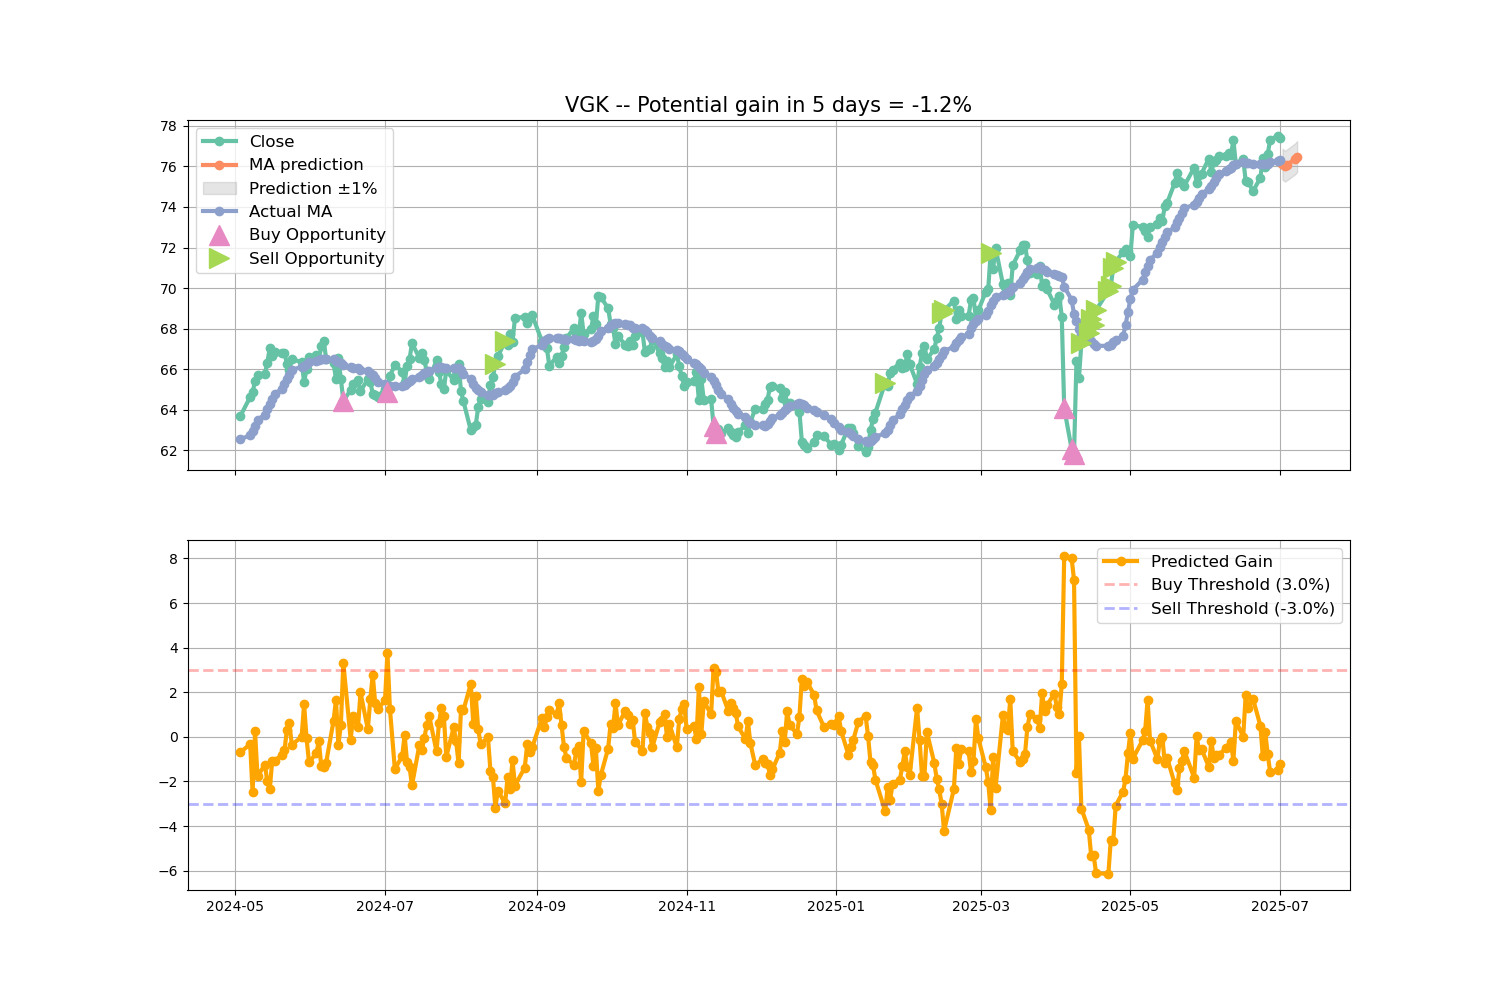 VGK -- Potential gain in 5 days = -1.2%
78
76
74
72
70
68
66
64
62
Close
MA prediction
Prediction ±1%
Actual MA
Buy Opportunity
Sell Opportunity
8
6
4
2
0
−2
−4
−6
Predicted Gain
Buy Threshold (3.0%)
Sell Threshold (-3.0%)
2024-05
2024-07
2024-09
2024-11
2025-01
2025-03
2025-05
2025-07